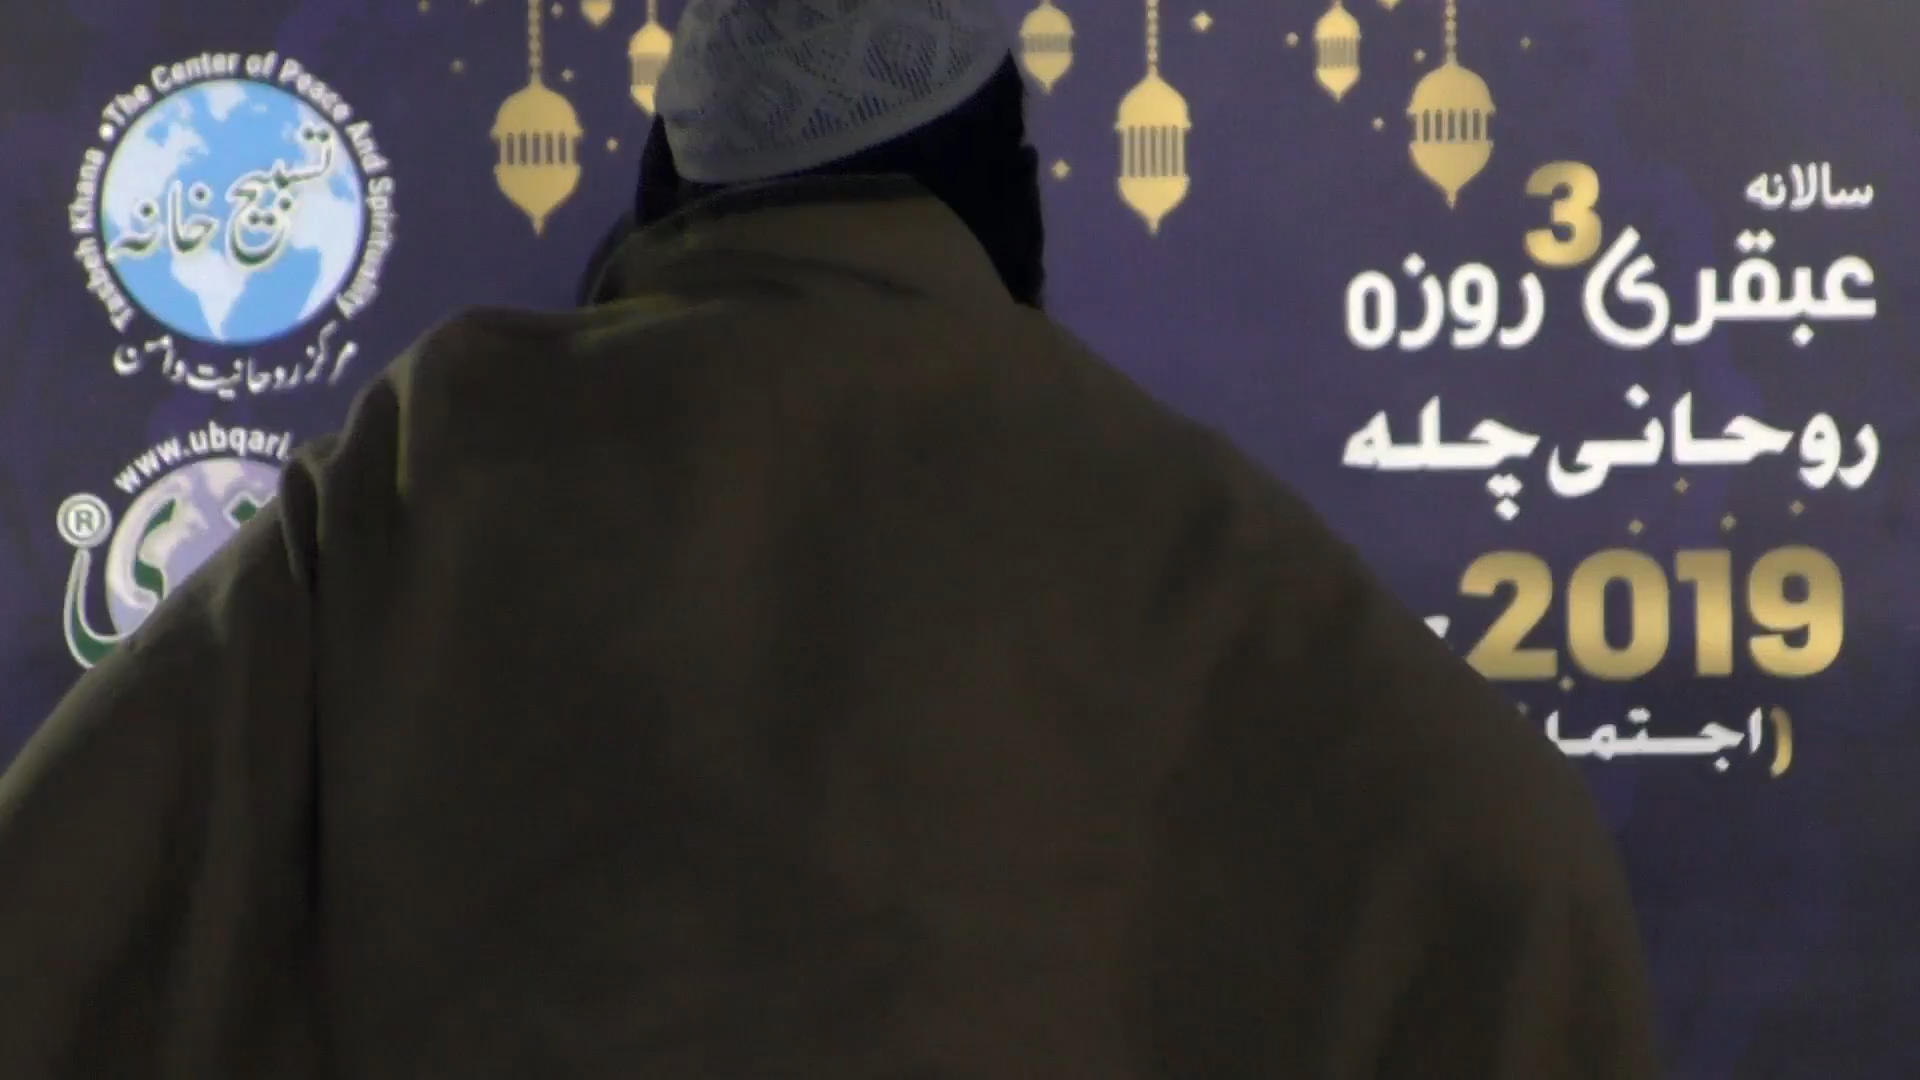 The Center of Peace And Spirituality
Tasbeeh Khana
تسبیح خانہ
مرکز روحانیت وامن
www.ubqari.
®
سالانہ
عبقری 3 روزہ
روحانی چلہ
2019
(اجتماع